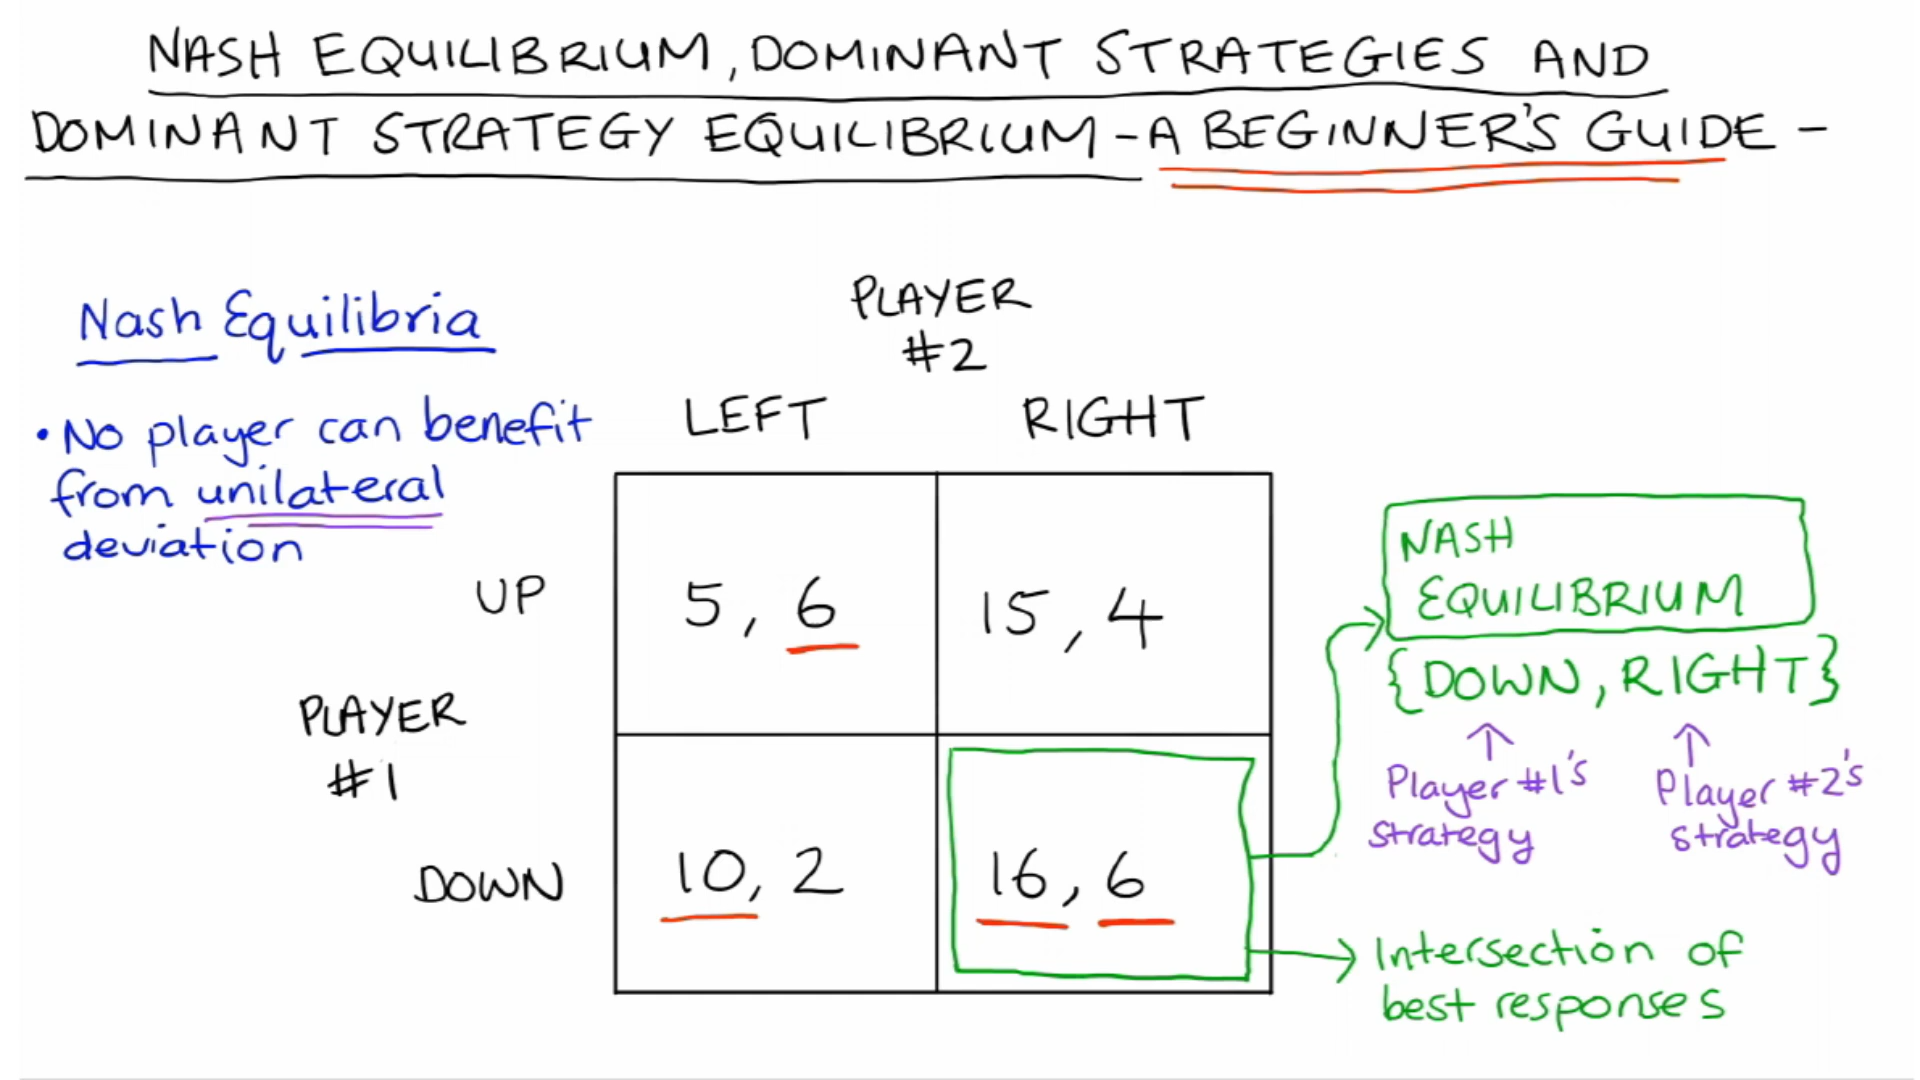 NASH EQUILIBRIUM, DOMINANT STRATEGIES AND
DOMINANT STRATEGY EQUILIBRIUM - A BEGINNER'S GUIDE -
Nash Equilibria
• No player can benefit
from unilateral
deviation
PLAYER
#2
LEFT RIGHT
UP
5, 6
15, 4
PLAYER
#1
DOWN
10, 2
16, 6
NASH
EQUILIBRIUM
{DOWN, RIGHT}
Player #1's
strategy
Player #2's
strategy
Intersection of
best responses